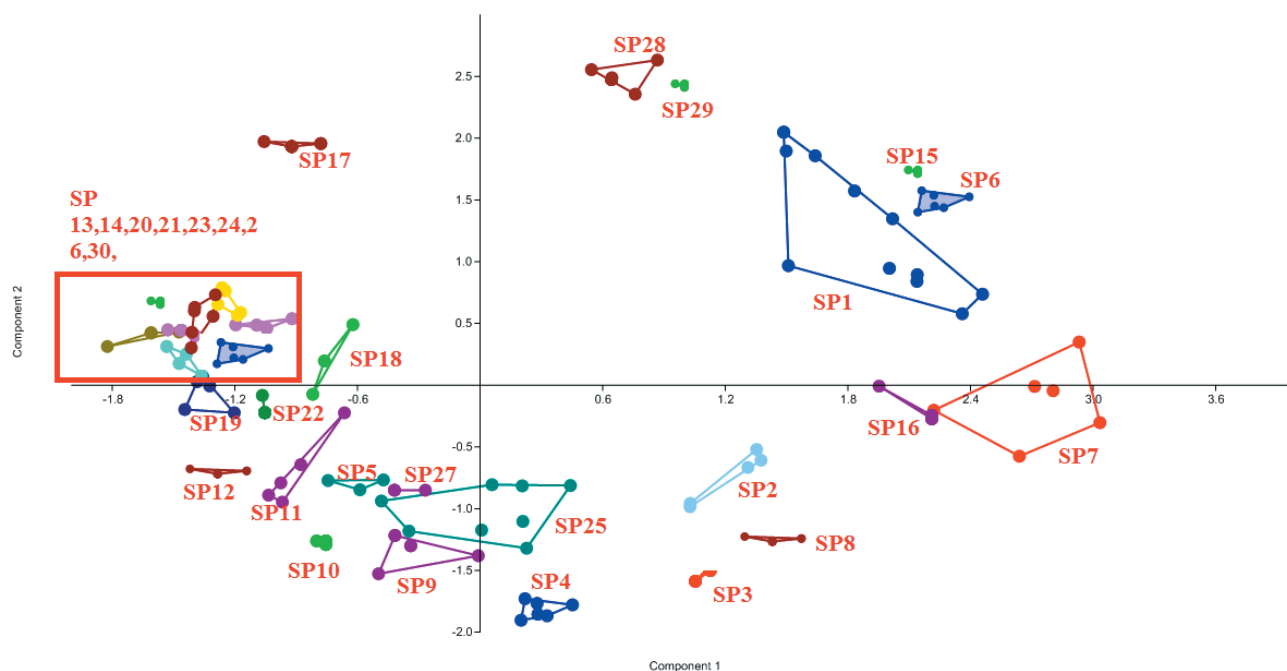 SP28
2.5
SP29
2.0
SP17
SP15
SP6
SP
13,14,20,21,23,24,2
6,30,
1.5
1.0
SP1
Component 2
0.5
SP18
-1.8
-1.2
-0.6
0.6
1.2
1.8
2.4
3.0
3.6
SP19
SP22
SP16
SP7
-0.5
SP12
SP11
SP5
SP27
SP2
-1.0
SP25
SP10
SP9
SP8
-1.5
SP4
SP3
-2.0
Component 1